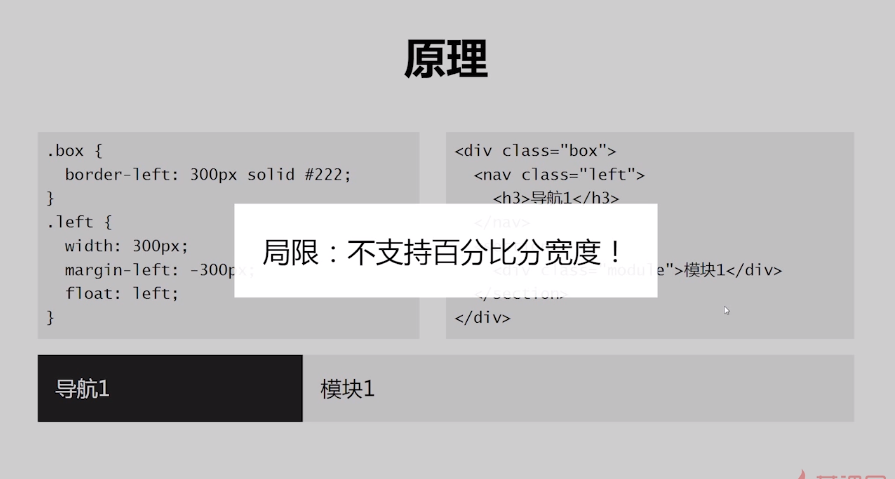 原理
.box {
border-left: 300px solid #222;
}
.left {
width: 300px;
margin-left: -300px;
float: left;
}
<div class="box">
<nav class="left">
<h3>导航1</h3>
</nav>
<div class="module">模块1</div>
</section>
</div>
局限：不支持百分比分宽度！
导航1
模块1